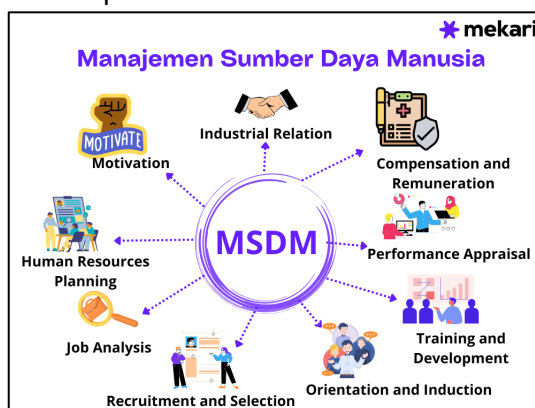 mekari
Manajemen Sumber Daya Manusia
MOTIVATE
Motivation
Industrial Relation
Compensation and
Remuneration
Human Resources
Planning
MSDM
Performance Appraisal
Job Analysis
Training and
Development
Recruitment and Selection
Orientation and Induction